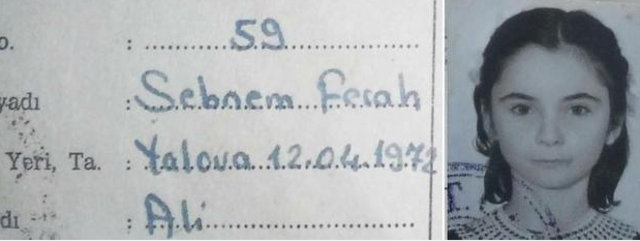 o. : 59
yadı : Sebnem Ferah
Yeri, Ta. : Yalova 12.04.1972
dı : Ali